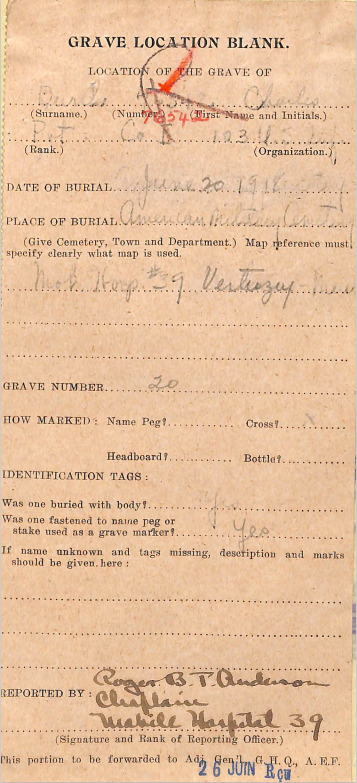 GRAVE LOCATION BLANK.
LOCATION OF THE GRAVE OF
Charles
(Surname.) (Number.) (First Name and Initials.)
Pvt. Co 103
(Rank.) (Organization.)
DATE OF BURIAL June 20 1918
PLACE OF BURIAL American Military Cemetery
(Give Cemetery, Town and Department.) Map reference must
specify clearly what map is used.
Mob Hosp #39
GRAVE NUMBER 20
HOW MARKED: Name Peg? Cross? X
Headboard? Bottle?
IDENTIFICATION TAGS:
Was one buried with body? Yes
Was one fastened to name peg or
stake used as a grave marker? Yes
If name unknown and tags missing, description and marks
should be given here:
Roger B. T. Anderson
REPORTED BY: Chaplain
Mobile Hospital 39
(Signature and Rank of Reporting Officer.)
This portion to be forwarded to Adj. Gen'l. G.H.Q., A.E.F.
26 JUIN Rcw